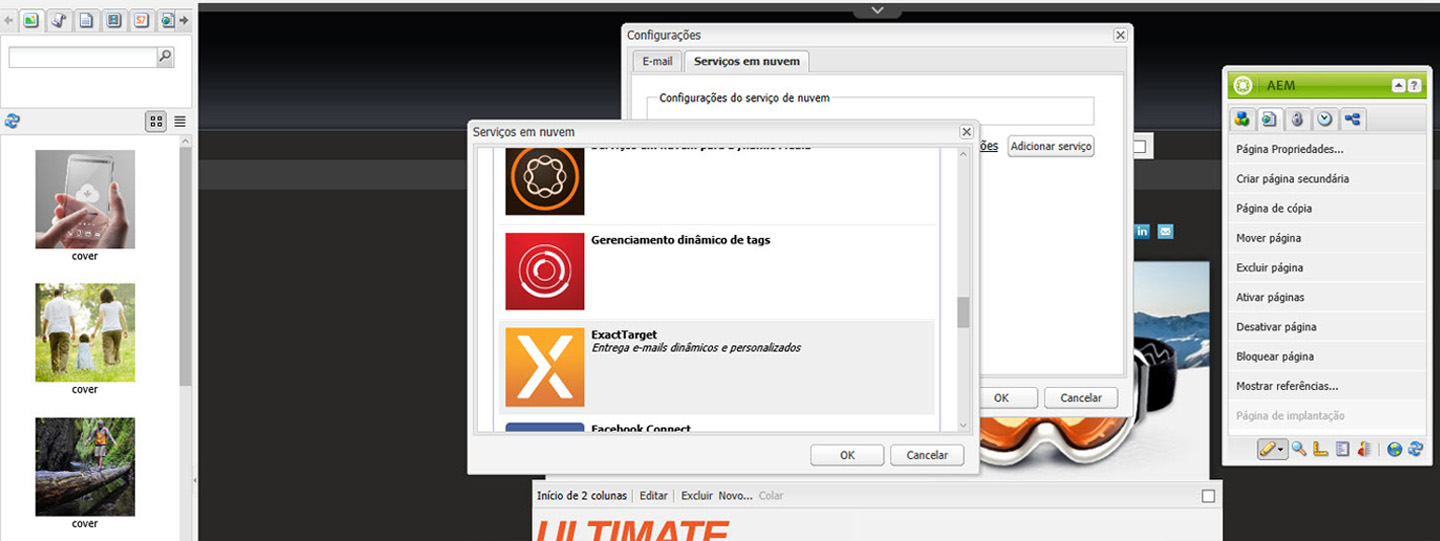 cover
cover
cover
Configurações
E-mail
Serviços em nuvem
Configurações do serviço de nuvem
Adicionar serviço
OK
Cancelar
Serviços em nuvem
Gerenciamento dinâmico de tags
ExactTarget
Entrega e-mails dinâmicos e personalizados
Facebook Connect
OK
Cancelar
Início de 2 colunas
Editar
Excluir
Novo...
Colar
ULTIMATE
AEM
Página Propriedades...
Criar página secundária
Página de cópia
Mover página
Excluir página
Ativar páginas
Desativar página
Bloquear página
Mostrar referências...
Página de implantação